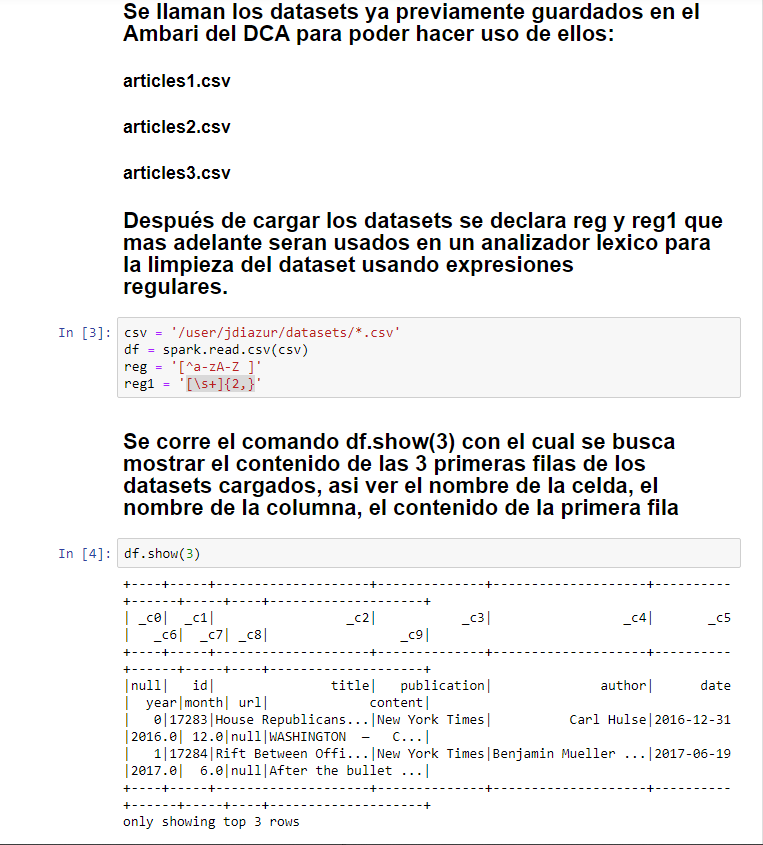 Se llaman los datasets ya previamente guardados en el
Ambari del DCA para poder hacer uso de ellos:
articles1.csv
articles2.csv
articles3.csv
Después de cargar los datasets se declara reg y reg1 que
mas adelante seran usados en un analizador lexico para
la limpieza del dataset usando expresiones
regulares.
In [3]: csv = '/user/jdiazur/datasets/*.csv'
df = spark.read.csv(csv)
reg = '[^a-zA-Z ]'
reg1 = '[\s+]{2,}'
Se corre el comando df.show(3) con el cual se busca
mostrar el contenido de las 3 primeras filas de los
datasets cargados, asi ver el nombre de la celda, el
nombre de la columna, el contenido de la primera fila
In [4]: df.show(3)
+----+-----+--------------------+--------------+--------------------+----------
+------+-----+----+--------------------+
| _c0|  _c1|                 _c2|           _c3|                 _c4|       _c5
|   _c6|  _c7| _c8|                 _c9|
+----+-----+--------------------+--------------+--------------------+----------
+------+-----+----+--------------------+
|null|   id|               title|   publication|              author|      date
|  year|month| url|             content|
|   0|17283|House Republicans...|New York Times|          Carl Hulse|2016-12-31
|2016.0| 12.0|null|WASHINGTON  —   C...|
|   1|17284|Rift Between Offi...|New York Times|Benjamin Mueller ...|2017-06-19
|2017.0|  6.0|null|After the bullet ...|
+----+-----+--------------------+--------------+--------------------+----------
+------+-----+----+--------------------+
only showing top 3 rows